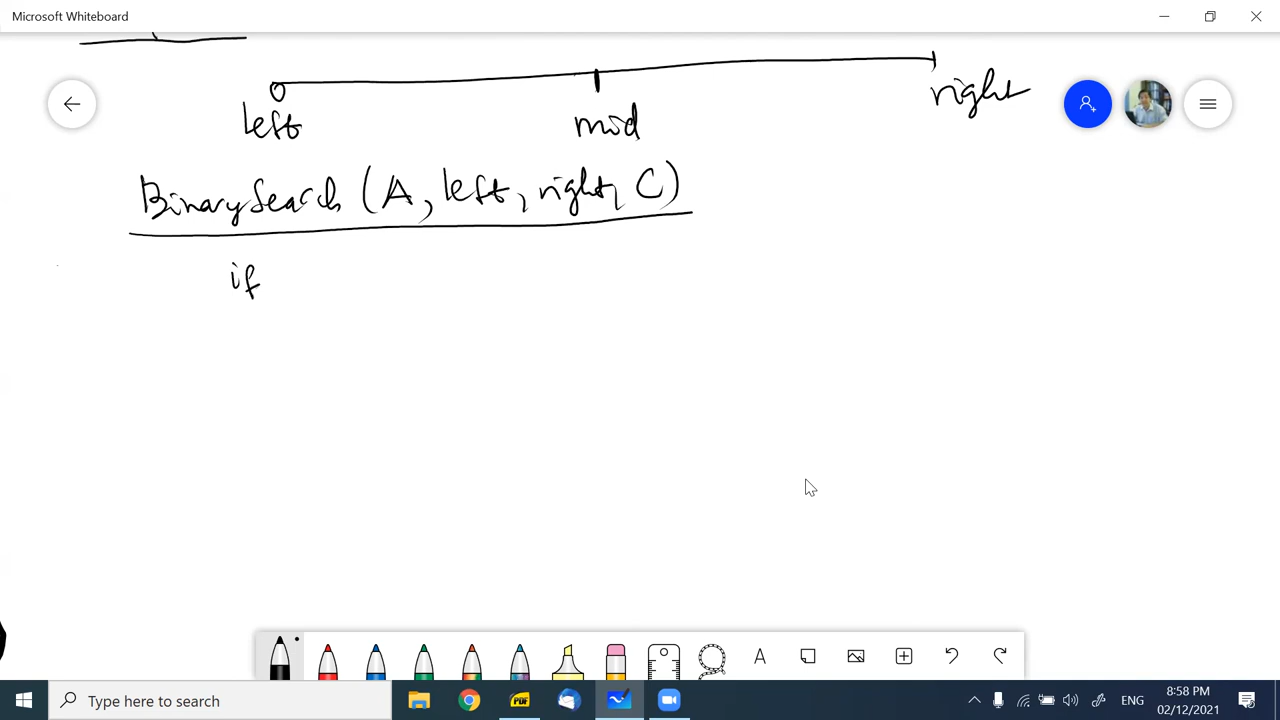 Microsoft Whiteboard
left mid right
BinarySearch (A, left, right, C)
if
A
PDF
Type here to search
ENG
8:58 PM
02/12/2021